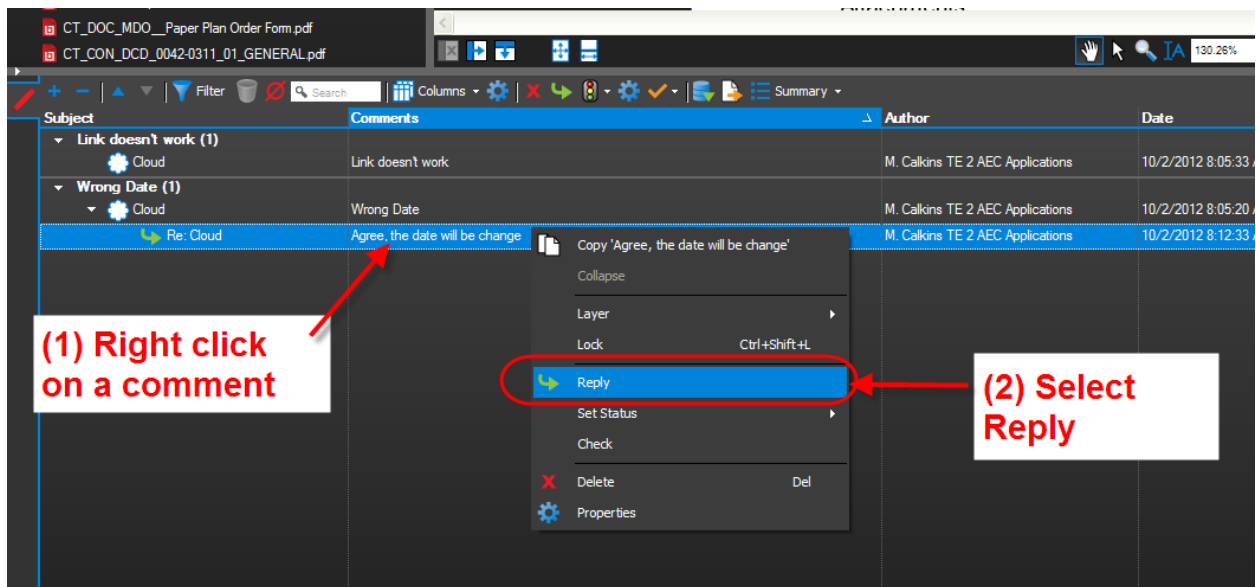 CT_DOC_MDO__Paper Plan Order Form.pdf
CT_CON_DCD_0042-0311_01_GENERAL.pdf
130.26%
Filter Search Columns Summary
Subject Comments Author Date
Link doesn't work (1)
Cloud Link doesn't work M. Calkins TE 2 AEC Applications 10/2/2012 8:05:33
Wrong Date (1)
Cloud Wrong Date M. Calkins TE 2 AEC Applications 10/2/2012 8:05:20
Re: Cloud Agree, the date will be change M. Calkins TE 2 AEC Applications 10/2/2012 8:12:33
Copy 'Agree, the date will be change'
Collapse
Layer
Lock Ctrl+Shift+L
Reply
Set Status
Check
Delete Del
Properties
(1) Right click
on a comment
(2) Select
Reply